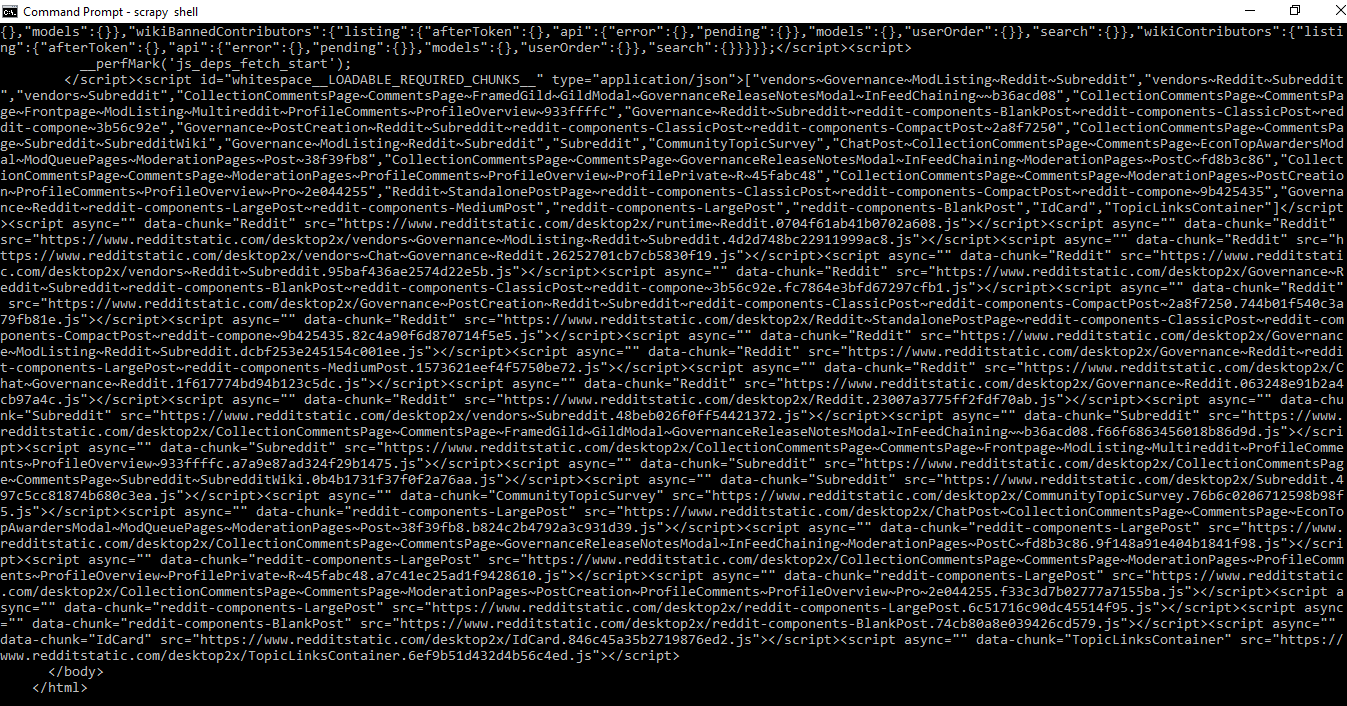 Command Prompt - scrapy shell
{},"models":{}},"wikiBannedContributors":{"listing":{"afterToken":{},"api":{"error":{},"pending":{}},"models":{},"userOrder":{}},"search":{}},"wikiContributors":{"listi
ng":{"afterToken":{},"api":{"error":{},"pending":{}},"models":{},"userOrder":{}},"search":{}}}}};</script><script>
__perfMark('js_deps_fetch_start');
</script><script id="whitespace__LOADABLE_REQUIRED_CHUNKS__" type="application/json">["vendors~Governance~ModListing~Reddit~Subreddit","vendors~Reddit~Subreddit
","vendors~Subreddit","CollectionCommentsPage~CommentsPage~FramedGild~GildModal~GovernanceReleaseNotesModal~InFeedChaining~~b36acd08","CollectionCommentsPage~CommentsPa
ge~Frontpage~ModListing~Multireddit~ProfileComments~ProfileOverview~933ffffc","Governance~Reddit~Subreddit~reddit-components-BlankPost~reddit-components-ClassicPost~red
dit-compone~3b56c92e","Governance~PostCreation~Reddit~Subreddit~reddit-components-ClassicPost~reddit-components-CompactPost~2a8f7250","CollectionCommentsPage~CommentsPa
ge~Subreddit~SubredditWiki","Governance~ModListing~Reddit~Subreddit","Subreddit","CommunityTopicSurvey","ChatPost~CollectionCommentsPage~CommentsPage~EconTopAwardersMod
al~ModQueuePages~ModerationPages~Post~38f39fb8","CollectionCommentsPage~CommentsPage~GovernanceReleaseNotesModal~InFeedChaining~ModerationPages~PostC~fd8b3c86","Collect
ionCommentsPage~CommentsPage~ModerationPages~ProfileComments~ProfileOverview~ProfilePrivate~R~45fabc48","CollectionCommentsPage~CommentsPage~ModerationPages~PostCreatio
n~ProfileComments~ProfileOverview~Pro~2e044255","Reddit~StandalonePostPage~reddit-components-ClassicPost~reddit-components-CompactPost~reddit-compone~9b425435","Governa
nce~Reddit~reddit-components-LargePost~reddit-components-MediumPost","reddit-components-LargePost","reddit-components-BlankPost","IdCard","TopicLinksContainer"]</script
><script async="" data-chunk="Reddit" src="https://www.redditstatic.com/desktop2x/runtime~Reddit.0704f61ab41b0702a608.js"></script><script async="" data-chunk="Reddit"
src="https://www.redditstatic.com/desktop2x/vendors~Governance~ModListing~Reddit~Subreddit.4d2d748bc22911999ac8.js"></script><script async="" data-chunk="Reddit" src="h
ttps://www.redditstatic.com/desktop2x/vendors~Chat~Governance~Reddit.26252701cb7cb5830f19.js"></script><script async="" data-chunk="Reddit" src="https://www.redditstati
c.com/desktop2x/vendors~Reddit~Subreddit.95baf436ae2574d22e5b.js"></script><script async="" data-chunk="Reddit" src="https://www.redditstatic.com/desktop2x/Governance~R
eddit~Subreddit~reddit-components-BlankPost~reddit-components-ClassicPost~reddit-compone~3b56c92e.fc7864e3bfd67297cfb1.js"></script><script async="" data-chunk="Reddit"
src="https://www.redditstatic.com/desktop2x/Governance~PostCreation~Reddit~Subreddit~reddit-components-ClassicPost~reddit-components-CompactPost~2a8f7250.744b01f540c3a
79fb81e.js"></script><script async="" data-chunk="Reddit" src="https://www.redditstatic.com/desktop2x/Reddit~StandalonePostPage~reddit-components-ClassicPost~reddit-com
ponents-CompactPost~reddit-compone~9b425435.82c4a90f6d870714f5e5.js"></script><script async="" data-chunk="Reddit" src="https://www.redditstatic.com/desktop2x/Governanc
e~ModListing~Reddit~Subreddit.dcbf253e245154c001ee.js"></script><script async="" data-chunk="Reddit" src="https://www.redditstatic.com/desktop2x/Governance~Reddit~reddi
t-components-LargePost~reddit-components-MediumPost.1573621eef4f5750be72.js"></script><script async="" data-chunk="Reddit" src="https://www.redditstatic.com/desktop2x/C
hat~Governance~Reddit.1f617774bd94b123c5dc.js"></script><script async="" data-chunk="Reddit" src="https://www.redditstatic.com/desktop2x/Governance~Reddit.063248e91b2a4
cb97a4c.js"></script><script async="" data-chunk="Reddit" src="https://www.redditstatic.com/desktop2x/Reddit.23007a3775ff2fdf70ab.js"></script><script async="" data-chu
nk="Subreddit" src="https://www.redditstatic.com/desktop2x/vendors~Subreddit.48beb026f0ff54421372.js"></script><script async="" data-chunk="Subreddit" src="https://www.
redditstatic.com/desktop2x/CollectionCommentsPage~CommentsPage~FramedGild~GildModal~GovernanceReleaseNotesModal~InFeedChaining~~b36acd08.f66f6863456018b86d9d.js"></scri
pt><script async="" data-chunk="Subreddit" src="https://www.redditstatic.com/desktop2x/CollectionCommentsPage~CommentsPage~Frontpage~ModListing~Multireddit~ProfileComme
nts~ProfileOverview~933ffffc.a7a9e87ad324f29b1475.js"></script><script async="" data-chunk="Subreddit" src="https://www.redditstatic.com/desktop2x/CollectionCommentsPag
e~CommentsPage~Subreddit~SubredditWiki.0b4b1731f37f0f2a76aa.js"></script><script async="" data-chunk="Subreddit" src="https://www.redditstatic.com/desktop2x/Subreddit.4
97c5cc81874b680c3ea.js"></script><script async="" data-chunk="CommunityTopicSurvey" src="https://www.redditstatic.com/desktop2x/CommunityTopicSurvey.76b6c0206712598b98f
5.js"></script><script async="" data-chunk="reddit-components-LargePost" src="https://www.redditstatic.com/desktop2x/ChatPost~CollectionCommentsPage~CommentsPage~EconTo
pAwardersModal~ModQueuePages~ModerationPages~Post~38f39fb8.b824c2b4792a3c931d39.js"></script><script async="" data-chunk="reddit-components-LargePost" src="https://www.
redditstatic.com/desktop2x/CollectionCommentsPage~CommentsPage~GovernanceReleaseNotesModal~InFeedChaining~ModerationPages~PostC~fd8b3c86.9f148a91e404b1841f98.js"></scri
pt><script async="" data-chunk="reddit-components-LargePost" src="https://www.redditstatic.com/desktop2x/CollectionCommentsPage~CommentsPage~ModerationPages~ProfileComm
ents~ProfileOverview~ProfilePrivate~R~45fabc48.a7c41ec25ad1f9428610.js"></script><script async="" data-chunk="reddit-components-LargePost" src="https://www.redditstatic
.com/desktop2x/CollectionCommentsPage~CommentsPage~ModerationPages~PostCreation~ProfileComments~ProfileOverview~Pro~2e044255.f33c3d7b02777a7155ba.js"></script><script a
sync="" data-chunk="reddit-components-LargePost" src="https://www.redditstatic.com/desktop2x/reddit-components-LargePost.6c51716c90dc45514f95.js"></script><script async
="" data-chunk="reddit-components-BlankPost" src="https://www.redditstatic.com/desktop2x/reddit-components-BlankPost.74cb80a8e039426cd579.js"></script><script async=""
data-chunk="IdCard" src="https://www.redditstatic.com/desktop2x/IdCard.846c45a35b2719876ed2.js"></script><script async="" data-chunk="TopicLinksContainer" src="https://
www.redditstatic.com/desktop2x/TopicLinksContainer.6ef9b51d432d4b56c4ed.js"></script>
</body>
</html>